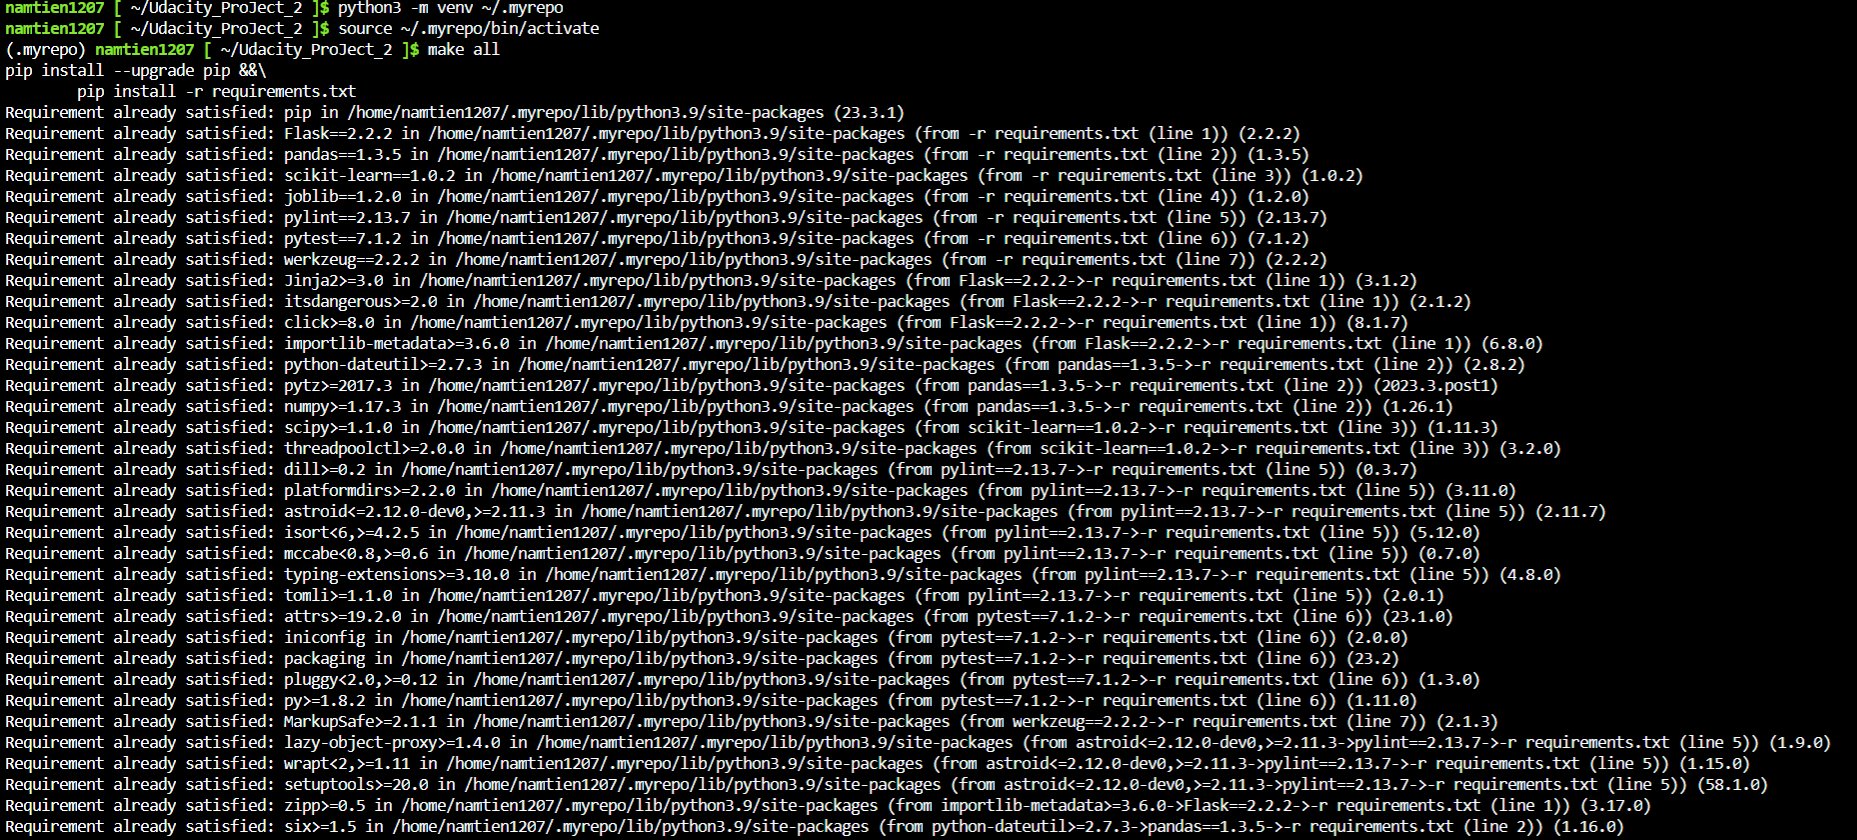 namtien1207 [ ~/Udacity_ProJect_2 ]$ python3 -m venv ~/.myrepo
namtien1207 [ ~/Udacity_ProJect_2 ]$ source ~/.myrepo/bin/activate
(.myrepo) namtien1207 [ ~/Udacity_ProJect_2 ]$ make all
pip install --upgrade pip &&\
        pip install -r requirements.txt
Requirement already satisfied: pip in /home/namtien1207/.myrepo/lib/python3.9/site-packages (23.3.1)
Requirement already satisfied: Flask==2.2.2 in /home/namtien1207/.myrepo/lib/python3.9/site-packages (from -r requirements.txt (line 1)) (2.2.2)
Requirement already satisfied: pandas==1.3.5 in /home/namtien1207/.myrepo/lib/python3.9/site-packages (from -r requirements.txt (line 2)) (1.3.5)
Requirement already satisfied: scikit-learn==1.0.2 in /home/namtien1207/.myrepo/lib/python3.9/site-packages (from -r requirements.txt (line 3)) (1.0.2)
Requirement already satisfied: joblib==1.2.0 in /home/namtien1207/.myrepo/lib/python3.9/site-packages (from -r requirements.txt (line 4)) (1.2.0)
Requirement already satisfied: pylint==2.13.7 in /home/namtien1207/.myrepo/lib/python3.9/site-packages (from -r requirements.txt (line 5)) (2.13.7)
Requirement already satisfied: pytest==7.1.2 in /home/namtien1207/.myrepo/lib/python3.9/site-packages (from -r requirements.txt (line 6)) (7.1.2)
Requirement already satisfied: werkzeug==2.2.2 in /home/namtien1207/.myrepo/lib/python3.9/site-packages (from -r requirements.txt (line 7)) (2.2.2)
Requirement already satisfied: Jinja2>=3.0 in /home/namtien1207/.myrepo/lib/python3.9/site-packages (from Flask==2.2.2->-r requirements.txt (line 1)) (3.1.2)
Requirement already satisfied: itsdangerous>=2.0 in /home/namtien1207/.myrepo/lib/python3.9/site-packages (from Flask==2.2.2->-r requirements.txt (line 1)) (2.1.2)
Requirement already satisfied: click>=8.0 in /home/namtien1207/.myrepo/lib/python3.9/site-packages (from Flask==2.2.2->-r requirements.txt (line 1)) (8.1.7)
Requirement already satisfied: importlib-metadata>=3.6.0 in /home/namtien1207/.myrepo/lib/python3.9/site-packages (from Flask==2.2.2->-r requirements.txt (line 1)) (6.8.0)
Requirement already satisfied: python-dateutil>=2.7.3 in /home/namtien1207/.myrepo/lib/python3.9/site-packages (from pandas==1.3.5->-r requirements.txt (line 2)) (2.8.2)
Requirement already satisfied: pytz>=2017.3 in /home/namtien1207/.myrepo/lib/python3.9/site-packages (from pandas==1.3.5->-r requirements.txt (line 2)) (2023.3.post1)
Requirement already satisfied: numpy>=1.17.3 in /home/namtien1207/.myrepo/lib/python3.9/site-packages (from pandas==1.3.5->-r requirements.txt (line 2)) (1.26.1)
Requirement already satisfied: scipy>=1.1.0 in /home/namtien1207/.myrepo/lib/python3.9/site-packages (from scikit-learn==1.0.2->-r requirements.txt (line 3)) (1.11.3)
Requirement already satisfied: threadpoolctl>=2.0.0 in /home/namtien1207/.myrepo/lib/python3.9/site-packages (from scikit-learn==1.0.2->-r requirements.txt (line 3)) (3.2.0)
Requirement already satisfied: dill>=0.2 in /home/namtien1207/.myrepo/lib/python3.9/site-packages (from pylint==2.13.7->-r requirements.txt (line 5)) (0.3.7)
Requirement already satisfied: platformdirs>=2.2.0 in /home/namtien1207/.myrepo/lib/python3.9/site-packages (from pylint==2.13.7->-r requirements.txt (line 5)) (3.11.0)
Requirement already satisfied: astroid<=2.12.0-dev0,>=2.11.3 in /home/namtien1207/.myrepo/lib/python3.9/site-packages (from pylint==2.13.7->-r requirements.txt (line 5)) (2.11.7)
Requirement already satisfied: isort<6,>=4.2.5 in /home/namtien1207/.myrepo/lib/python3.9/site-packages (from pylint==2.13.7->-r requirements.txt (line 5)) (5.12.0)
Requirement already satisfied: mccabe<0.8,>=0.6 in /home/namtien1207/.myrepo/lib/python3.9/site-packages (from pylint==2.13.7->-r requirements.txt (line 5)) (0.7.0)
Requirement already satisfied: typing-extensions>=3.10.0 in /home/namtien1207/.myrepo/lib/python3.9/site-packages (from pylint==2.13.7->-r requirements.txt (line 5)) (4.8.0)
Requirement already satisfied: tomli>=1.1.0 in /home/namtien1207/.myrepo/lib/python3.9/site-packages (from pylint==2.13.7->-r requirements.txt (line 5)) (2.0.1)
Requirement already satisfied: attrs>=19.2.0 in /home/namtien1207/.myrepo/lib/python3.9/site-packages (from pytest==7.1.2->-r requirements.txt (line 6)) (23.1.0)
Requirement already satisfied: iniconfig in /home/namtien1207/.myrepo/lib/python3.9/site-packages (from pytest==7.1.2->-r requirements.txt (line 6)) (2.0.0)
Requirement already satisfied: packaging in /home/namtien1207/.myrepo/lib/python3.9/site-packages (from pytest==7.1.2->-r requirements.txt (line 6)) (23.2)
Requirement already satisfied: pluggy<2.0,>=0.12 in /home/namtien1207/.myrepo/lib/python3.9/site-packages (from pytest==7.1.2->-r requirements.txt (line 6)) (1.3.0)
Requirement already satisfied: py>=1.8.2 in /home/namtien1207/.myrepo/lib/python3.9/site-packages (from pytest==7.1.2->-r requirements.txt (line 6)) (1.11.0)
Requirement already satisfied: MarkupSafe>=2.1.1 in /home/namtien1207/.myrepo/lib/python3.9/site-packages (from werkzeug==2.2.2->-r requirements.txt (line 7)) (2.1.3)
Requirement already satisfied: lazy-object-proxy>=1.4.0 in /home/namtien1207/.myrepo/lib/python3.9/site-packages (from astroid<=2.12.0-dev0,>=2.11.3->pylint==2.13.7->-r requirements.txt (line 5)) (1.9.0)
Requirement already satisfied: wrapt<2,>=1.11 in /home/namtien1207/.myrepo/lib/python3.9/site-packages (from astroid<=2.12.0-dev0,>=2.11.3->pylint==2.13.7->-r requirements.txt (line 5)) (1.15.0)
Requirement already satisfied: setuptools>=20.0 in /home/namtien1207/.myrepo/lib/python3.9/site-packages (from astroid<=2.12.0-dev0,>=2.11.3->pylint==2.13.7->-r requirements.txt (line 5)) (58.1.0)
Requirement already satisfied: zipp>=0.5 in /home/namtien1207/.myrepo/lib/python3.9/site-packages (from importlib-metadata>=3.6.0->Flask==2.2.2->-r requirements.txt (line 1)) (3.17.0)
Requirement already satisfied: six>=1.5 in /home/namtien1207/.myrepo/lib/python3.9/site-packages (from python-dateutil>=2.7.3->pandas==1.3.5->-r requirements.txt (line 2)) (1.16.0)